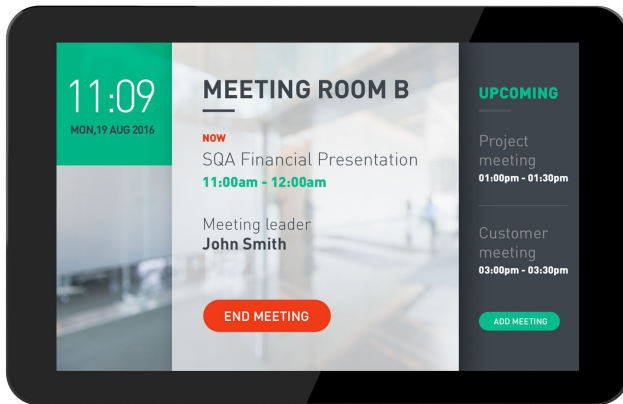 11:09
MON,19 AUG 2016
MEETING ROOM B
NOW
SQA Financial Presentation
11:00am - 12:00am
Meeting leader
John Smith
END MEETING
UPCOMING
Project
meeting
01:00pm - 01:30pm
Customer
meeting
03:00pm - 03:30pm
ADD MEETING